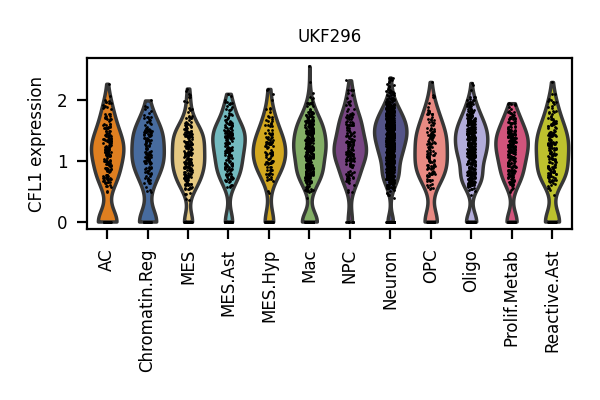 UKF296
CFL1 expression
2
1
0
AC
Chromatin.Reg
MES
MES.Ast
MES.Hyp
Mac
NPC
Neuron
OPC
Oligo
Prolif.Metab
Reactive.Ast